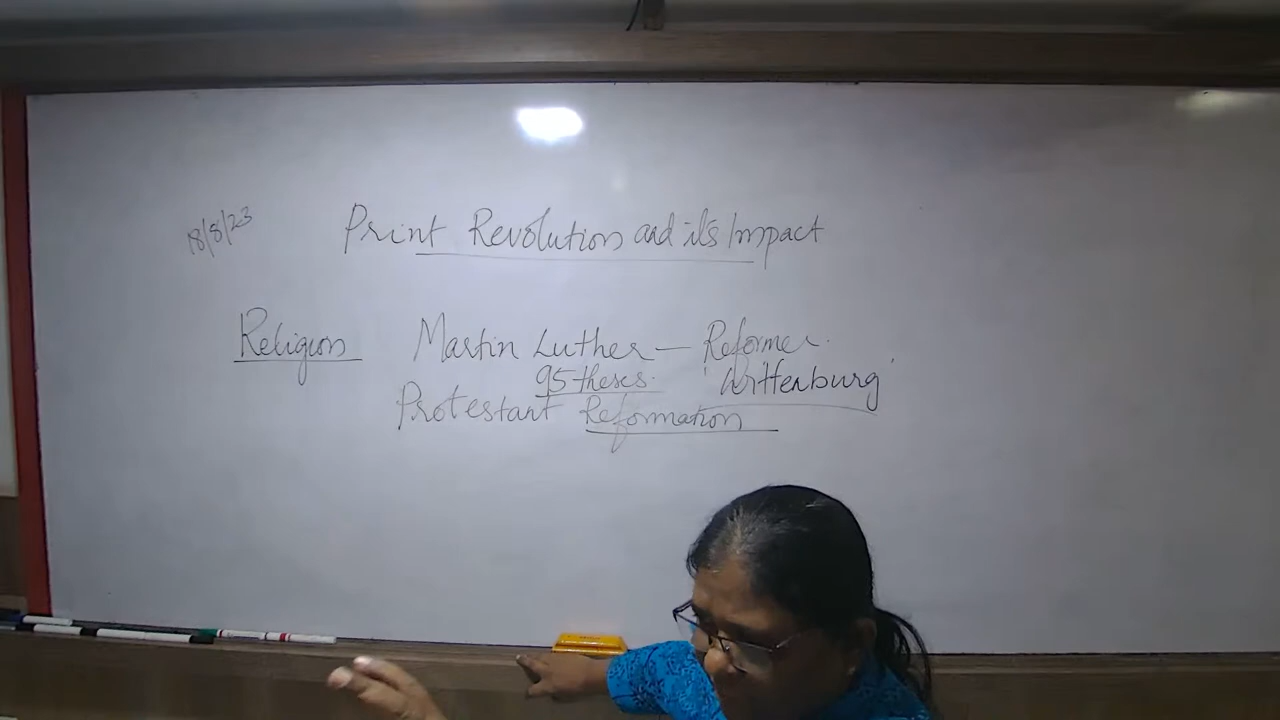 18/8/23
Print Revolution and it's Impact
Religion Martin Luther — Reformer.
95 theses. 'Wittenburg'
Protestant Reformation